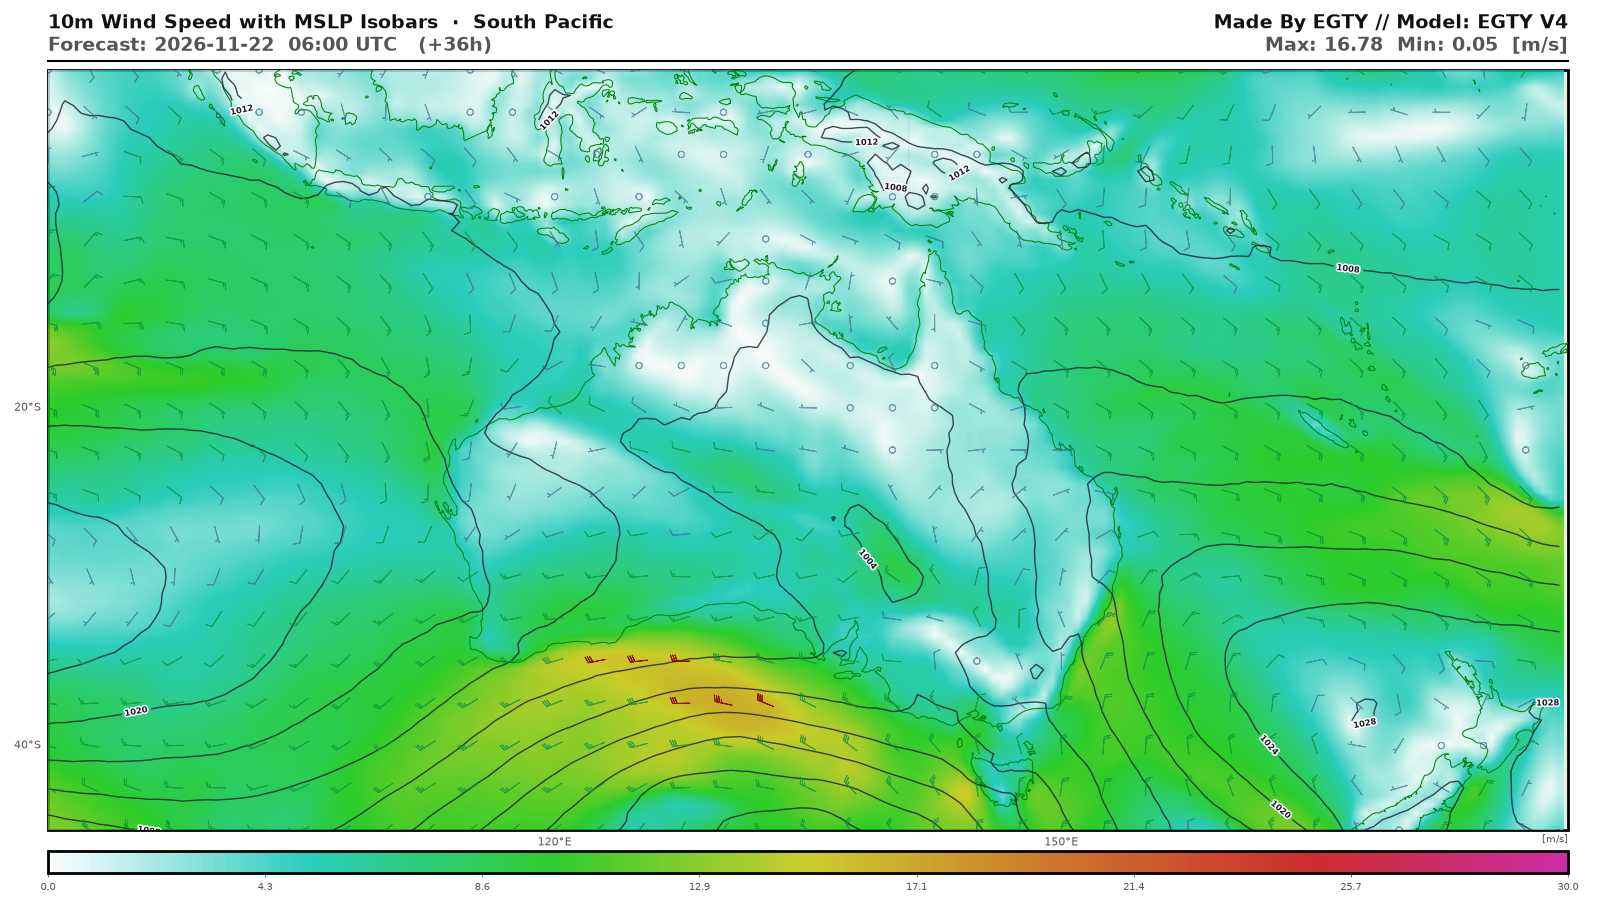 10m Wind Speed with MSLP Isobars · South Pacific
Made By EGTY // Model: EGTY V4
Forecast: 2026-11-22 06:00 UTC (+36h)
Max: 16.78 Min: 0.05 [m/s]
1012
1012
1012
1012
1008
1008
20°S
1004
1020
1028
1028
1024
40°S
1020
120°E
150°E
[m/s]
0.0
4.3
8.6
12.9
17.1
21.4
25.7
30.0